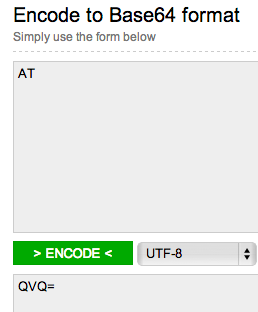 Encode to Base64 format
Simply use the form below
AT
> ENCODE <
UTF-8
QVQ=